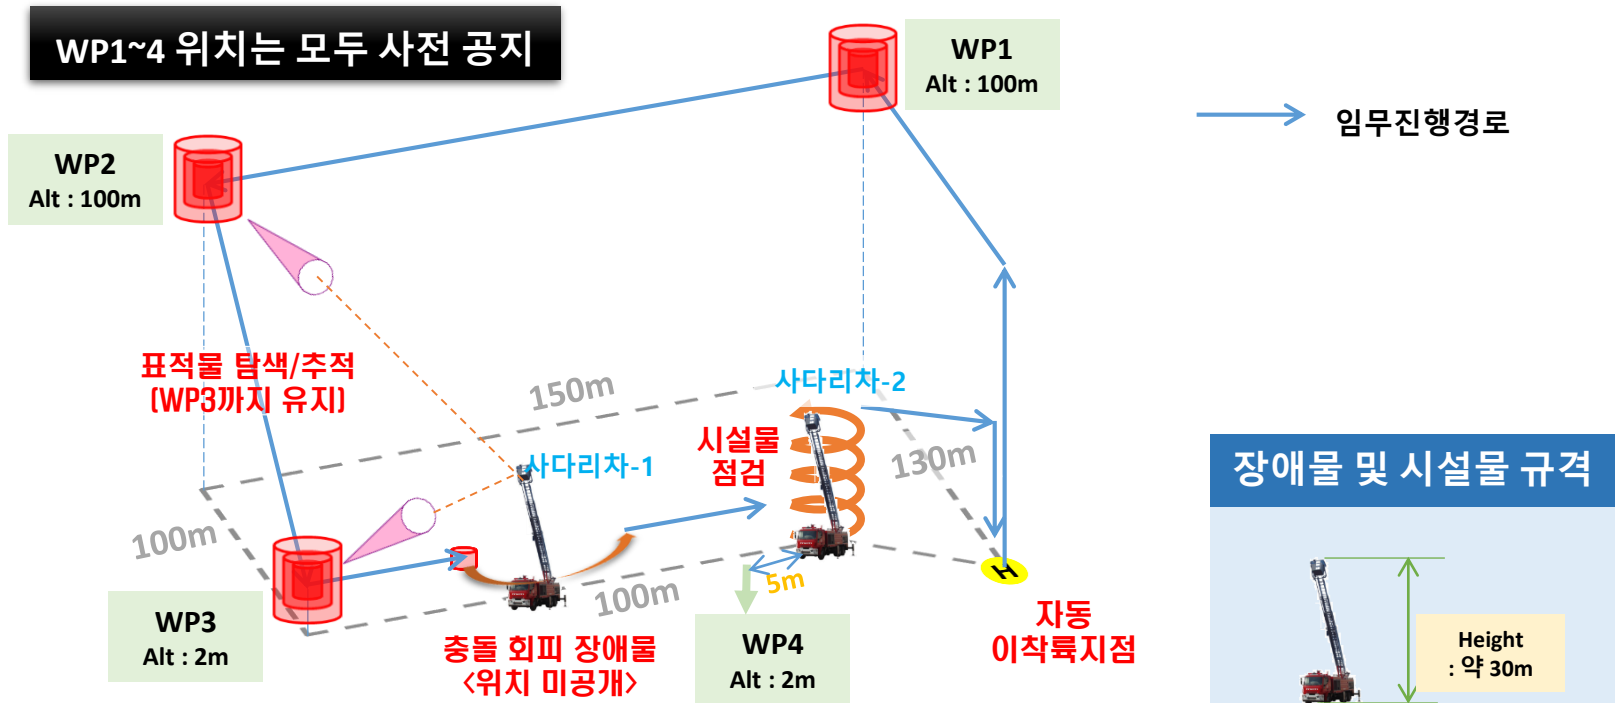 WP1~4 위치는 모두 사전 공지
WP1
Alt : 100m
임무진행경로
WP2
Alt : 100m
표적물 탐색/추적
(WP3까지 유지)
150m
사다리차-2
사다리차-1
시설물
점검
130m
장애물 및 시설물 규격
100m
5m
100m
H
WP3
Alt : 2m
충돌 회피 장애물
<위치 미공개>
WP4
Alt : 2m
자동
이착륙지점
Height
: 약 30m